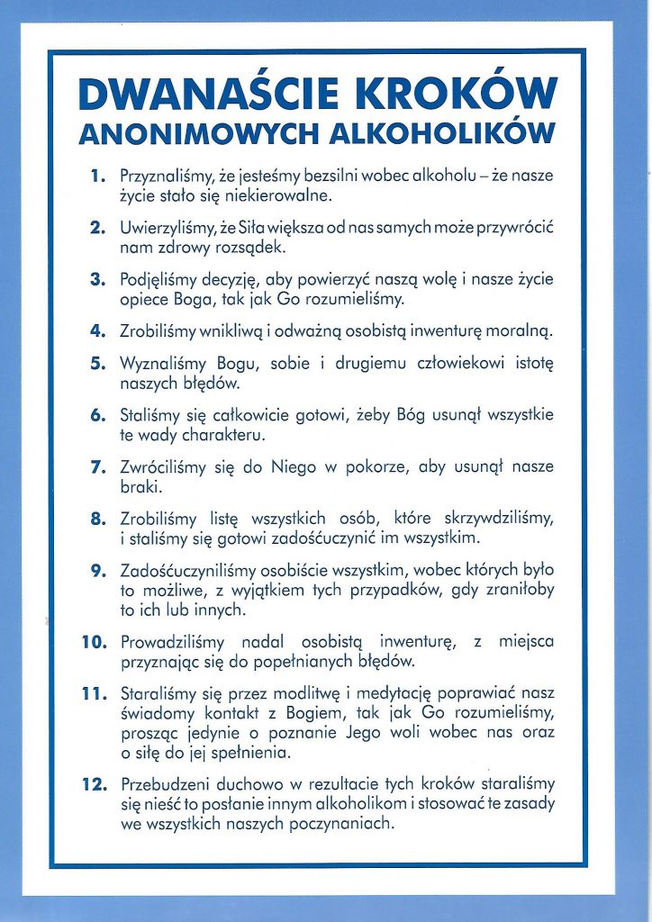 DWANAŚCIE KROKÓW
ANONIMOWYCH ALKOHOLIKÓW
1. Przyznaliśmy, że jesteśmy bezsilni wobec alkoholu – że nasze
życie stało się niekierowalne.
2. Uwierzyliśmy, że Siła większa od nas samych może przywrócić
nam zdrowy rozsądek.
3. Podjęliśmy decyzję, aby powierzyć naszą wolę i nasze życie
opiece Boga, tak jak Go rozumieliśmy.
4. Zrobiliśmy wnikliwą i odważną osobistą inwenturę moralną.
5. Wyznaliśmy Bogu, sobie i drugiemu człowiekowi istotę
naszych błędów.
6. Staliśmy się całkowicie gotowi, żeby Bóg usunął wszystkie
te wady charakteru.
7. Zwróciliśmy się do Niego w pokorze, aby usunął nasze
braki.
8. Zrobiliśmy listę wszystkich osób, które skrzywdziliśmy,
i staliśmy się gotowi zadośćuczynić im wszystkim.
9. Zadośćuczyniliśmy osobiście wszystkim, wobec których było
to możliwe, z wyjątkiem tych przypadków, gdy zraniłoby
to ich lub innych.
10. Prowadziliśmy nadal osobistą inwenturę, z miejsca
przyznając się do popełnianych błędów.
11. Staraliśmy się przez modlitwę i medytację poprawiać nasz
świadomy kontakt z Bogiem, tak jak Go rozumieliśmy,
prosząc jedynie o poznanie Jego woli wobec nas oraz
o siłę do jej spełnienia.
12. Przebudzeni duchowo w rezultacie tych kroków staraliśmy
się nieść to posłanie innym alkoholikom i stosować te zasady
we wszystkich naszych poczynaniach.